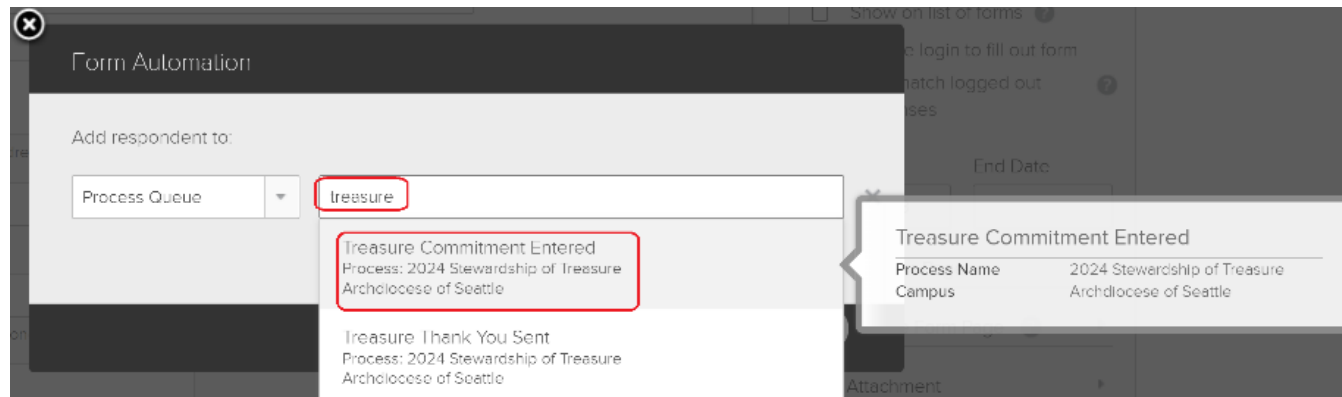 Show on list of forms
Form Automation
login to fill out form
match logged out
Add respondent to:
End Date
Process Queue
treasure
Treasure Commitment Entered
Process: 2024 Stewardship of Treasure
Archdiocese of Seattle
Treasure Commitment Entered
Process Name 2024 Stewardship of Treasure
Campus Archdiocese of Seattle
Treasure Thank You Sent
Process: 2024 Stewardship of Treasure
Archdiocese of Seattle
Attachment